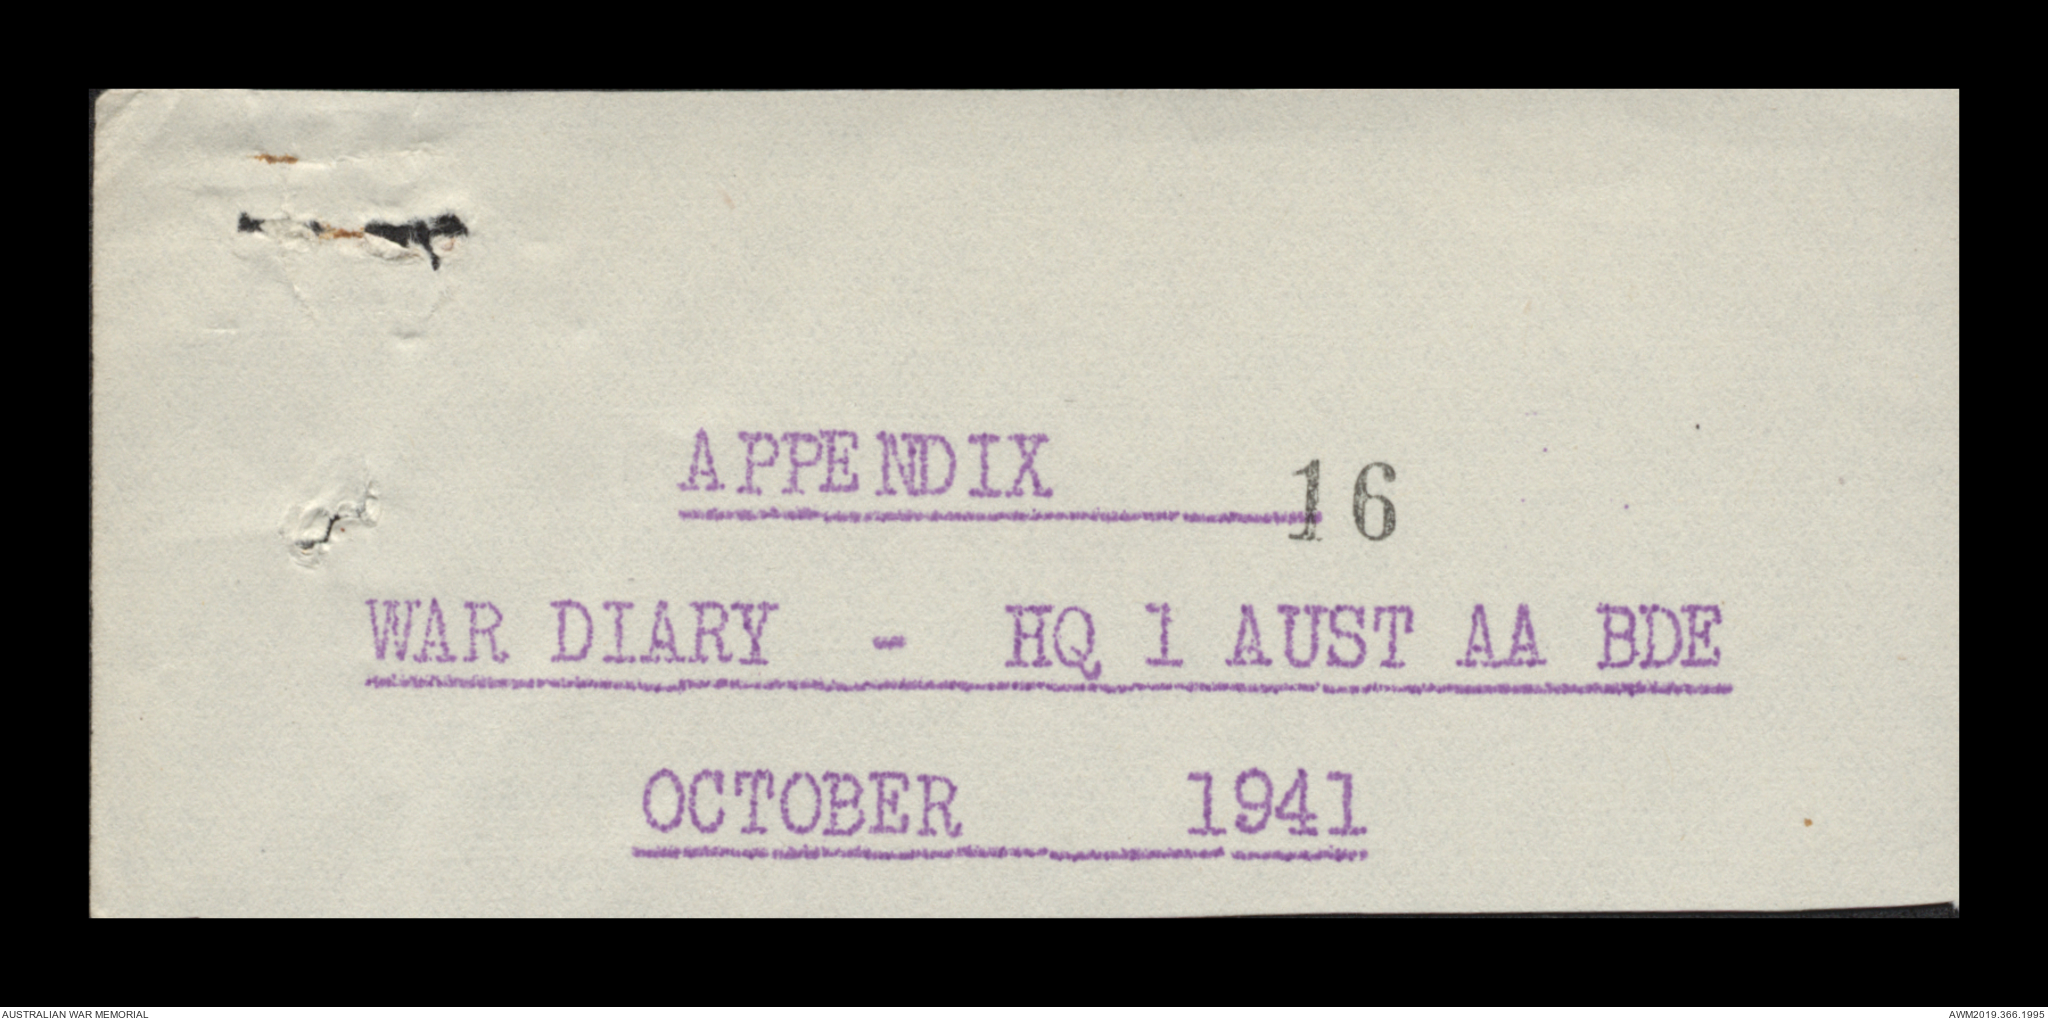 APPENDIX 16
WAR DIARY - HQ 1 AUST AA BDE
OCTOBER 1941
AUSTRALIAN WAR MEMORIAL AWM2019.366.1995